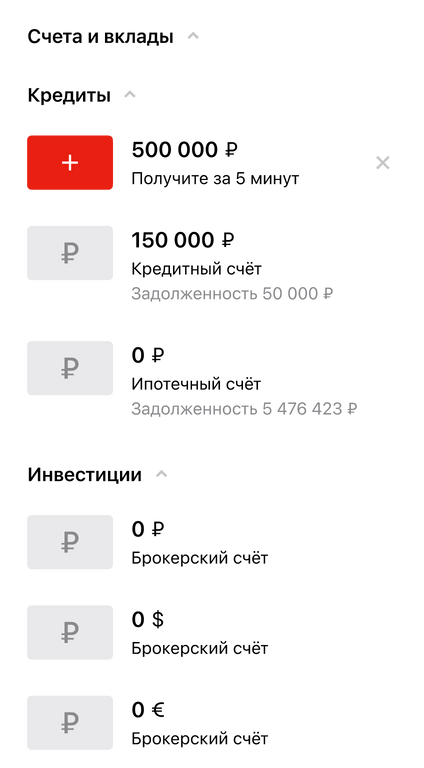 Счета и вклады
Кредиты
+
500 000 ₽
Получите за 5 минут
₽
150 000 ₽
Кредитный счёт
Задолженность 50 000 ₽
₽
0 ₽
Ипотечный счёт
Задолженность 5 476 423 ₽
Инвестиции
₽
0 ₽
Брокерский счёт
₽
0 $
Брокерский счёт
₽
0 €
Брокерский счёт